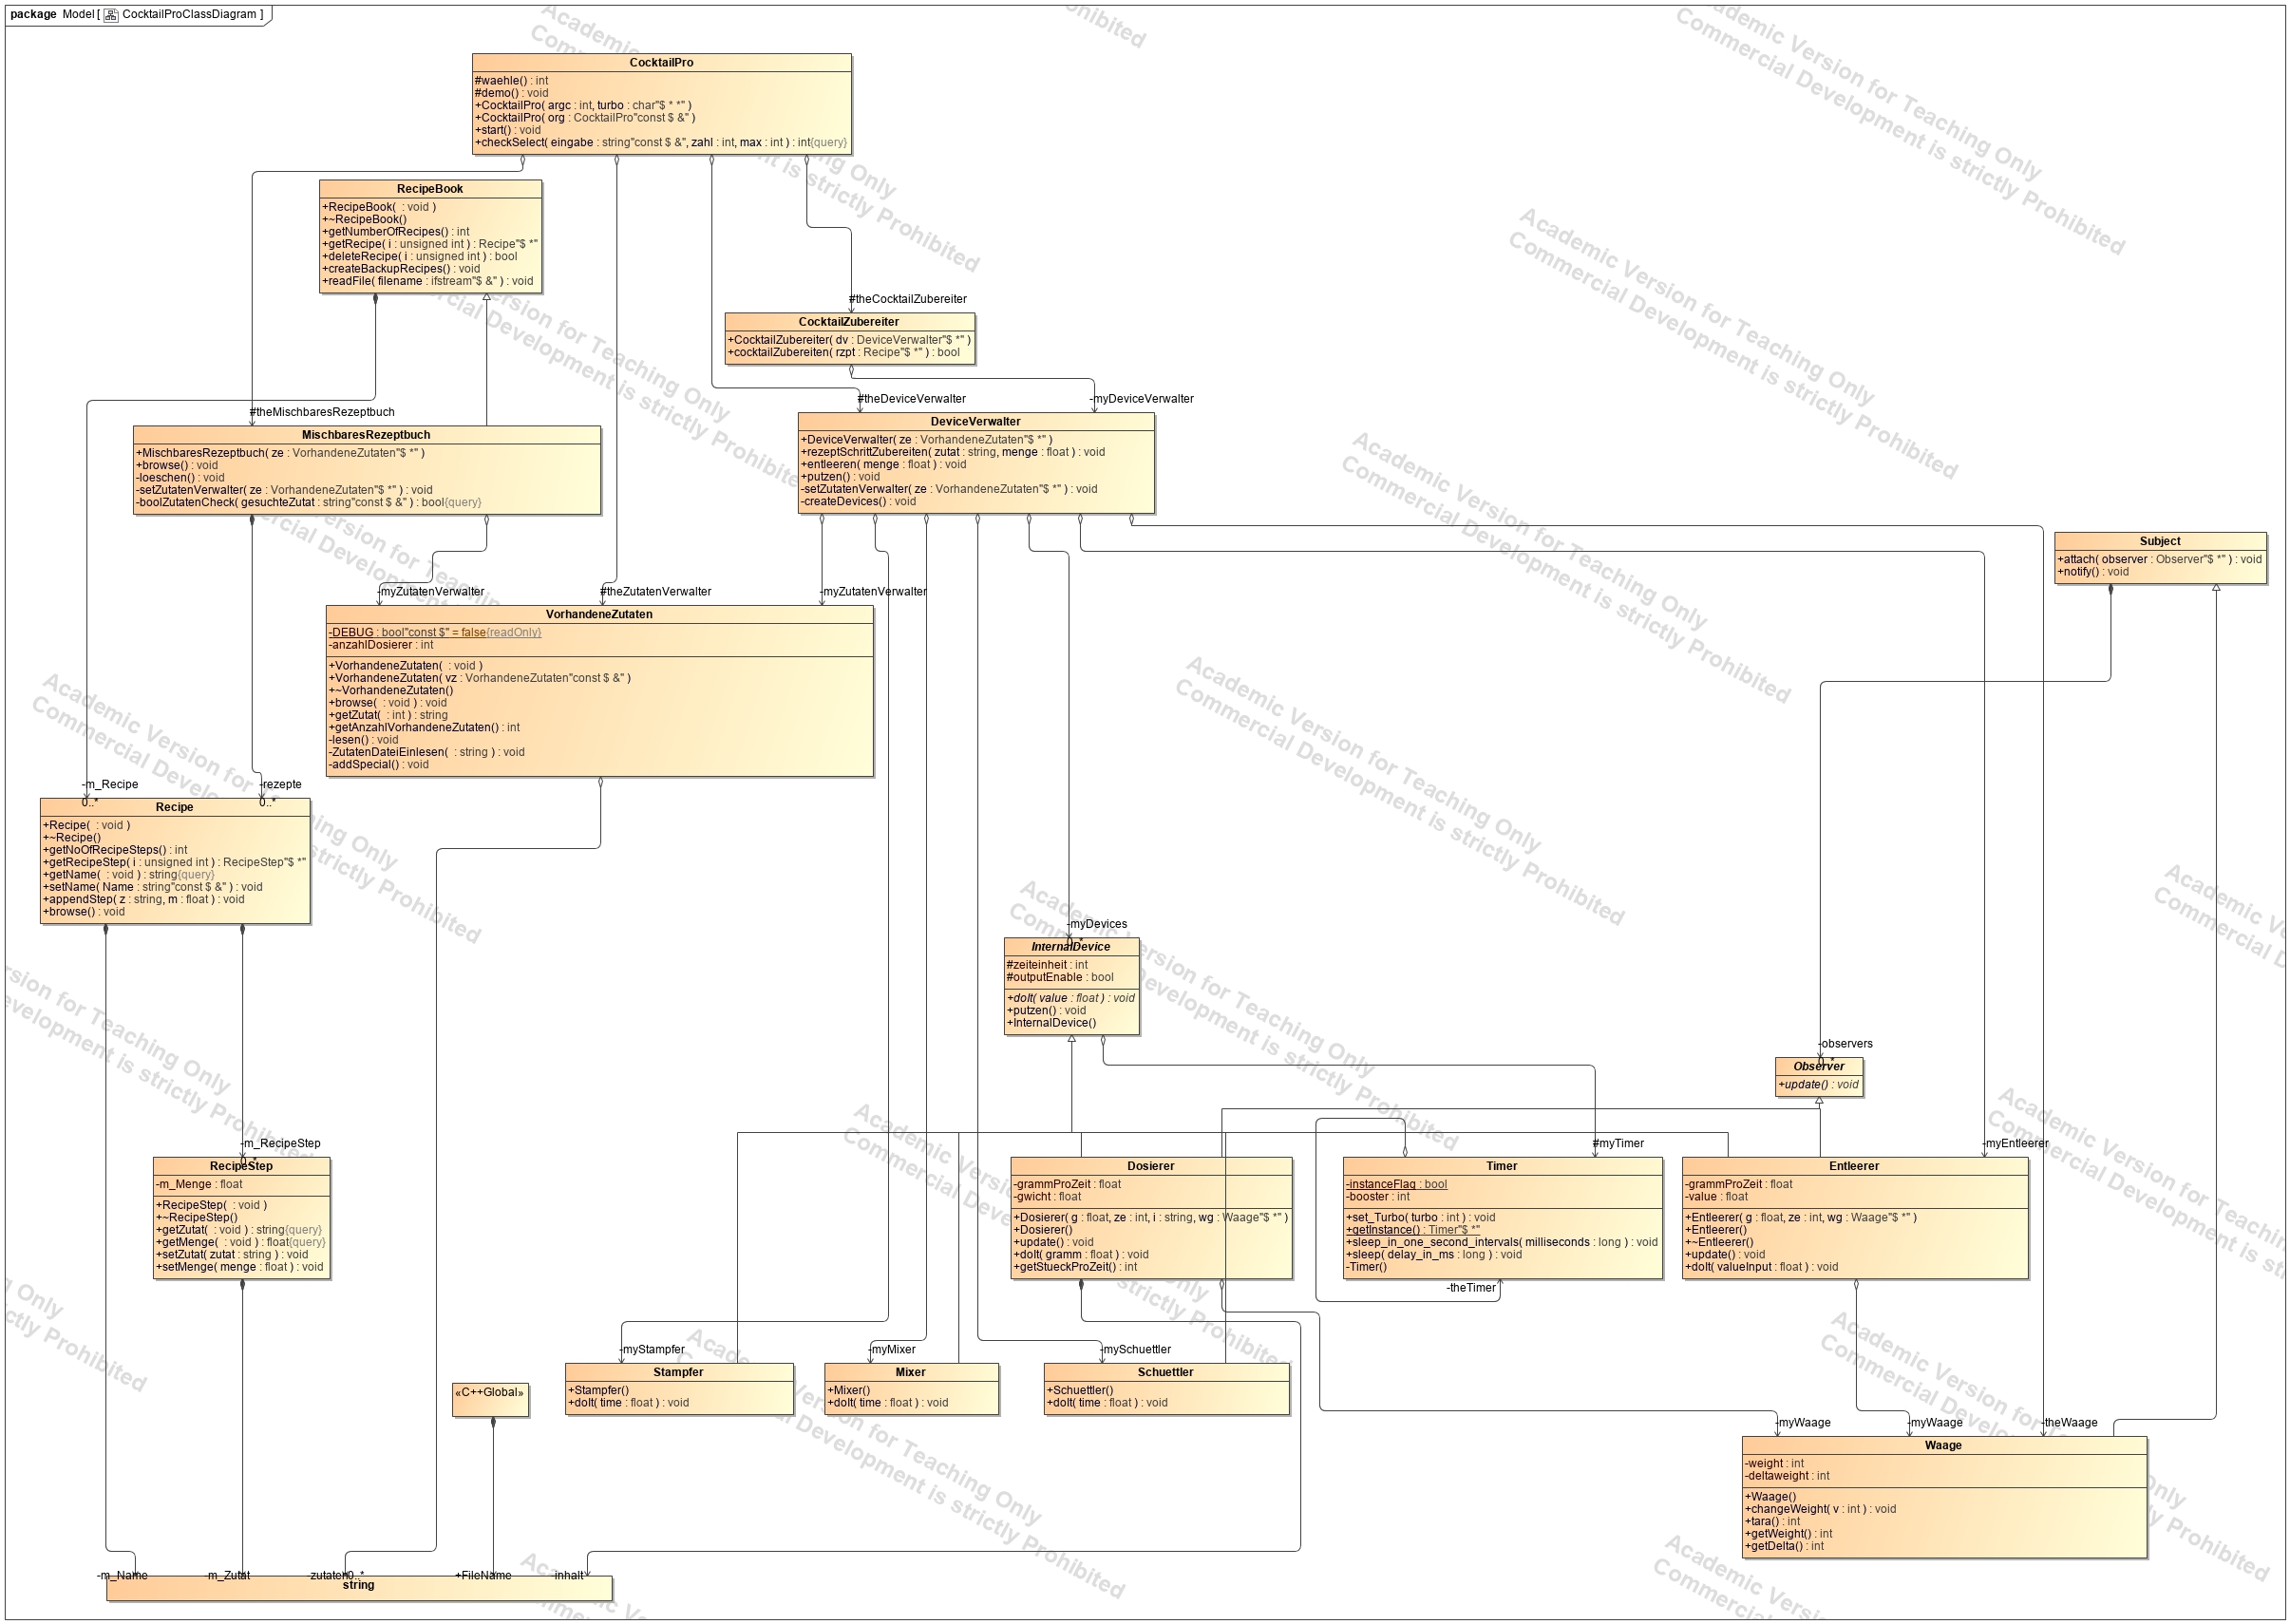 package Model [ CocktailProClassDiagram ]
CocktailPro
#waehle() : int
#demo() : void
+CocktailPro( argc : int, turbo : char"$ * *" )
+CocktailPro( org : CocktailPro"const $ &" )
+start() : void
+checkSelect( eingabe : string"const $ &", zahl : int, max : int ) : int{query}
RecipeBook
+RecipeBook(  : void )
+~RecipeBook()
+getNumberOfRecipes() : int
+getRecipe( i : unsigned int ) : Recipe"$ *"
+deleteRecipe( i : unsigned int ) : bool
+createBackupRecipes() : void
+readFile( filename : ifstream"$ &" ) : void
#theCocktailZubereiter
CocktailZubereiter
+CocktailZubereiter( dv : DeviceVerwalter"$ *" )
+cocktailZubereiten( rzpt : Recipe"$ *" ) : bool
#theMischbaresRezeptbuch
MischbaresRezeptbuch
+MischbaresRezeptbuch( ze : VorhandeneZutaten"$ *" )
+browse() : void
-loeschen() : void
-setZutatenVerwalter( ze : VorhandeneZutaten"$ *" ) : void
-boolZutatenCheck( gesuchteZutat : string"const $ &" ) : bool{query}
#theDeviceVerwalter
-myDeviceVerwalter
DeviceVerwalter
+DeviceVerwalter( ze : VorhandeneZutaten"$ *" )
+rezeptSchrittZubereiten( zutat : string, menge : float ) : void
+entleeren( menge : float ) : void
+putzen() : void
-setZutatenVerwalter( ze : VorhandeneZutaten"$ *" ) : void
-createDevices() : void
Subject
+attach( observer : Observer"$ *" ) : void
+notify() : void
-myZutatenVerwalter
#theZutatenVerwalter
-myZutatenVerwalter
VorhandeneZutaten
-DEBUG : bool"const $" = false{readOnly}
-anzahlDosierer : int
+VorhandeneZutaten(  : void )
+VorhandeneZutaten( vz : VorhandeneZutaten"const $ &" )
+~VorhandeneZutaten()
+browse(  : void ) : void
+getZutat(  : int ) : string
+getAnzahlVorhandeneZutaten() : int
-lesen() : void
-ZutatenDateiEinlesen(  : string ) : void
-addSpecial() : void
-m_Recipe
0..*
-rezepte
0..*
Recipe
+Recipe(  : void )
+~Recipe()
+getNoOfRecipeSteps() : int
+getRecipeStep( i : unsigned int ) : RecipeStep"$ *"
+getName(  : void ) : string{query}
+setName( Name : string"const $ &" ) : void
+appendStep( z : string, m : float ) : void
+browse() : void
-myDevices
0..*
InternalDevice
#zeiteinheit : int
#outputEnable : bool
+doIt( value : float ) : void
+putzen() : void
+InternalDevice()
-observers
0..*
Observer
+update() : void
-m_RecipeStep
0..*
RecipeStep
-m_Menge : float
+RecipeStep(  : void )
+~RecipeStep()
+getZutat(  : void ) : string{query}
+getMenge(  : void ) : float{query}
+setZutat( zutat : string ) : void
+setMenge( menge : float ) : void
Dosierer
-grammProZeit : float
-gwicht : float
+Dosierer( g : float, ze : int, i : string, wg : Waage"$ *" )
+Dosierer()
+update() : void
+doIt( gramm : float ) : void
+getStueckProZeit() : int
#myTimer
Timer
-instanceFlag : bool
-booster : int
+set_Turbo( turbo : int ) : void
+getInstance() : Timer"$ *"
+sleep_in_one_second_intervals( milliseconds : long ) : void
+sleep( delay_in_ms : long ) : void
-Timer()
-theTimer
-myEntleerer
Entleerer
-grammProZeit : float
-value : float
+Entleerer( g : float, ze : int, wg : Waage"$ *" )
+Entleerer()
+~Entleerer()
+update() : void
+doIt( valueInput : float ) : void
-myStampfer
Stampfer
+Stampfer()
+doIt( time : float ) : void
-myMixer
Mixer
+Mixer()
+doIt( time : float ) : void
-mySchuettler
Schuettler
+Schuettler()
+doIt( time : float ) : void
«C++Global»
-myWaage
-myWaage
-theWaage
Waage
-weight : int
-deltaweight : int
+Waage()
+changeWeight( v : int ) : void
+tara() : int
+getWeight() : int
+getDelta() : int
-m_Name
-m_Zutat
-zutaten0..*
+FileName
-inhalt
string
Academic Version for Teaching Only
Commercial Development is strictly Prohibited